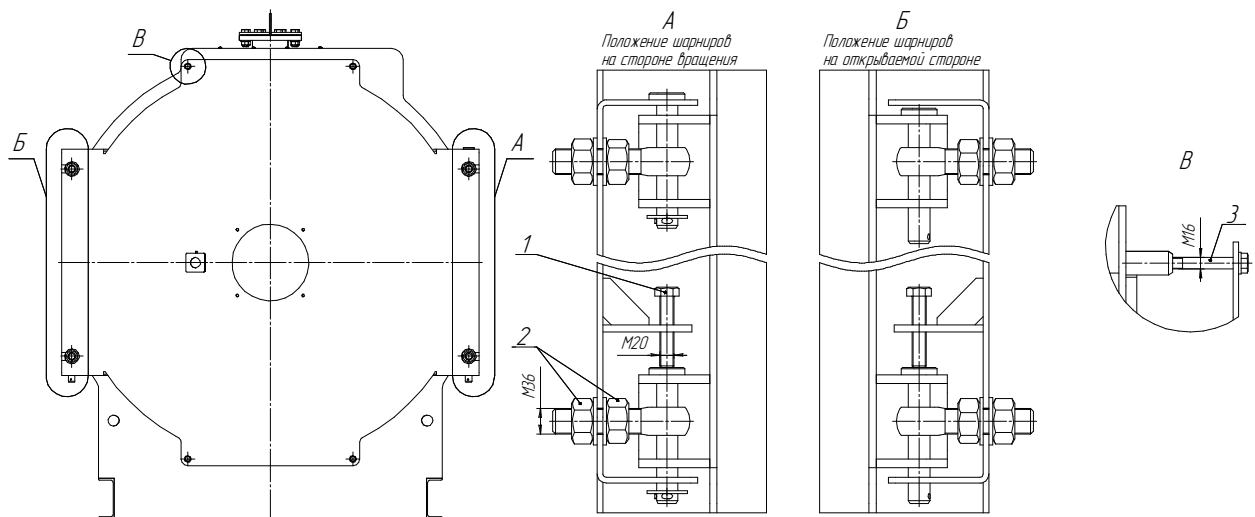 В
Б
А
А
Положение шарниров
на стороне вращения
1
2
М20
М36
Б
Положение шарниров
на открываемой стороне
В
3
М16